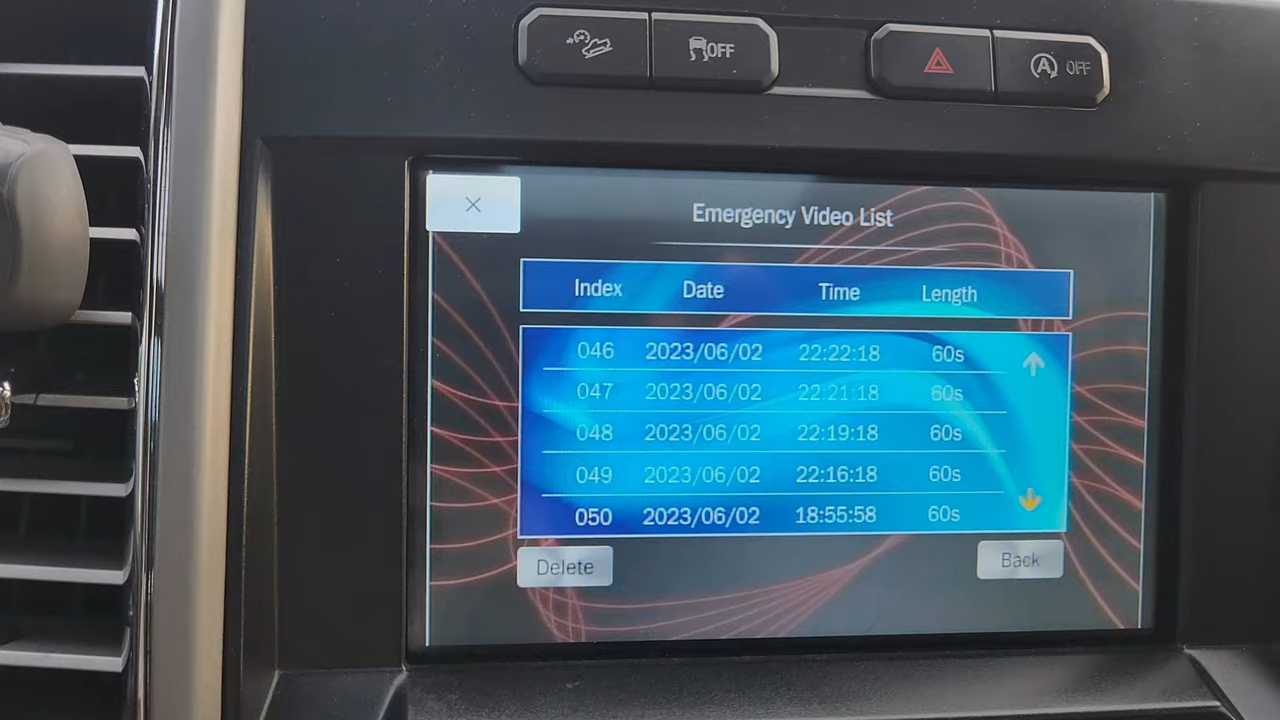 OFF
A OFF
Emergency Video List
Index Date Time Length
046 2023/06/02 22:22:18 60s
047 2023/06/02 22:21:18 60s
048 2023/06/02 22:19:18 60s
049 2023/06/02 22:16:18 60s
050 2023/06/02 18:55:58 60s
Delete Back